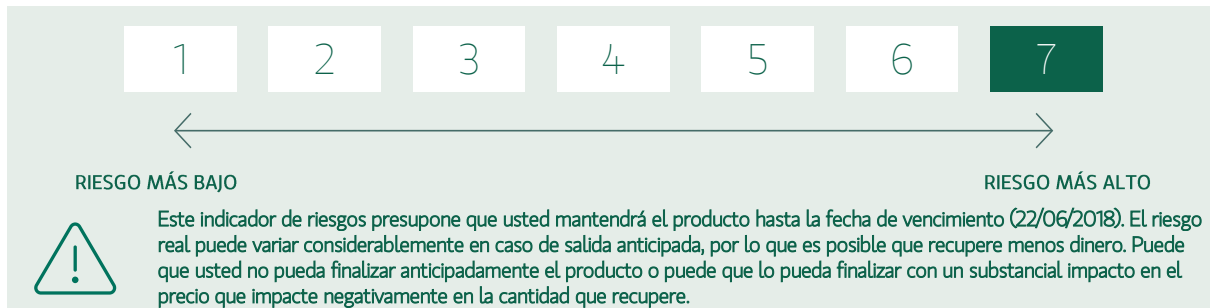 1 2 3 4 5 6 7
RIESGO MÁS BAJO RIESGO MÁS ALTO
Este indicador de riesgos presupone que usted mantendrá el producto hasta la fecha de vencimiento (22/06/2018). El riesgo
real puede variar considerablemente en caso de salida anticipada, por lo que es posible que recupere menos dinero. Puede
que usted no pueda finalizar anticipadamente el producto o puede que lo pueda finalizar con un substancial impacto en el
precio que impacte negativamente en la cantidad que recupere.